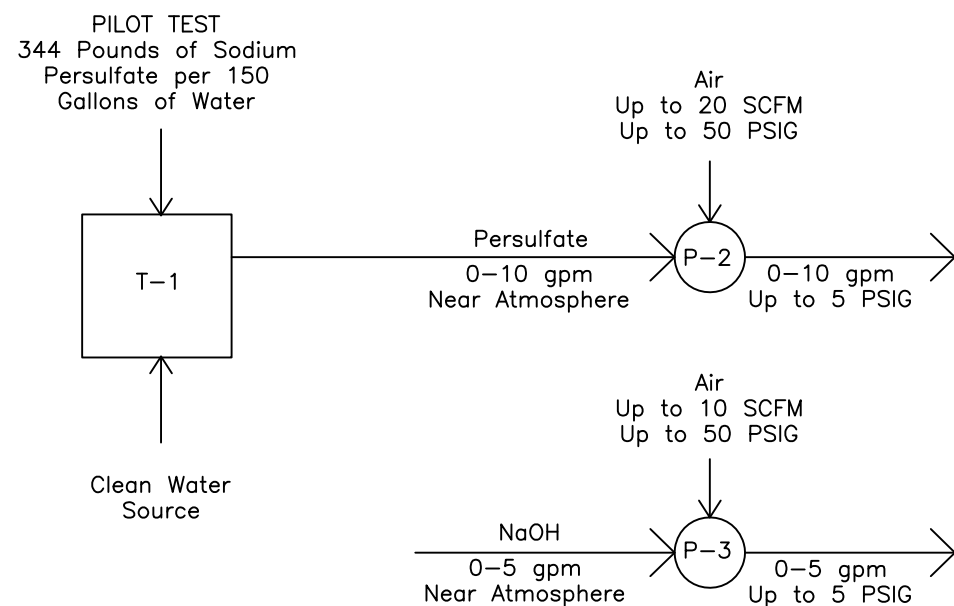 PILOT TEST
344 Pounds of Sodium
Persulfate per 150
Gallons of Water
Air
Up to 20 SCFM
Up to 50 PSIG
T-1
Persulfate
0-10 gpm
Near Atmosphere
P-2
0-10 gpm
Up to 5 PSIG
Clean Water
Source
Air
Up to 10 SCFM
Up to 50 PSIG
NaOH
0-5 gpm
Near Atmosphere
P-3
0-5 gpm
Up to 5 PSIG